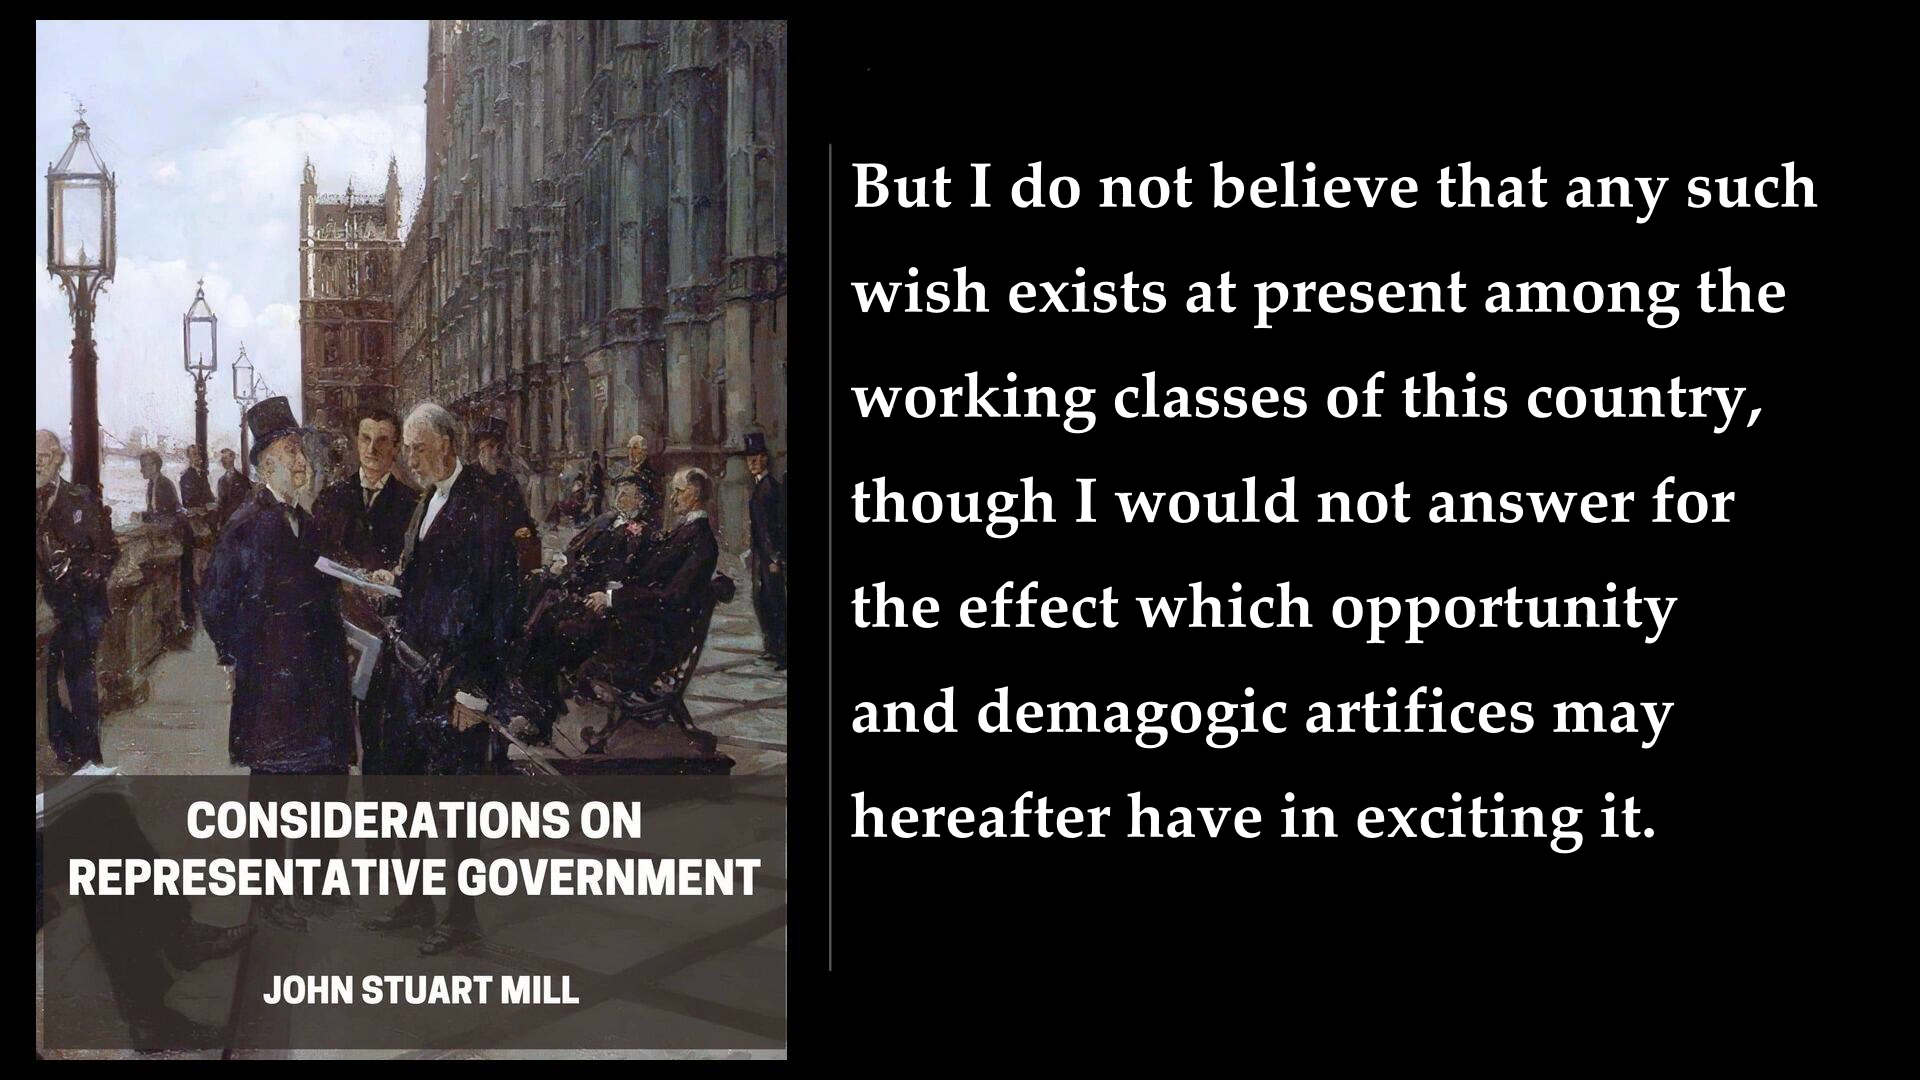 CONSIDERATIONS ON
REPRESENTATIVE GOVERNMENT
JOHN STUART MILL
But I do not believe that any such
wish exists at present among the
working classes of this country,
though I would not answer for
the effect which opportunity
and demagogic artifices may
hereafter have in exciting it.